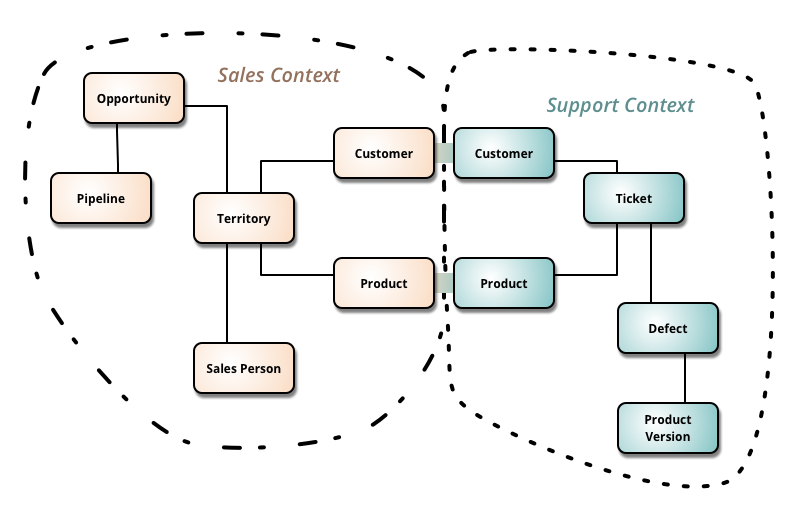 Sales Context
Opportunity
Pipeline
Territory
Customer
Product
Sales Person
Support Context
Customer
Ticket
Product
Defect
Product
Version